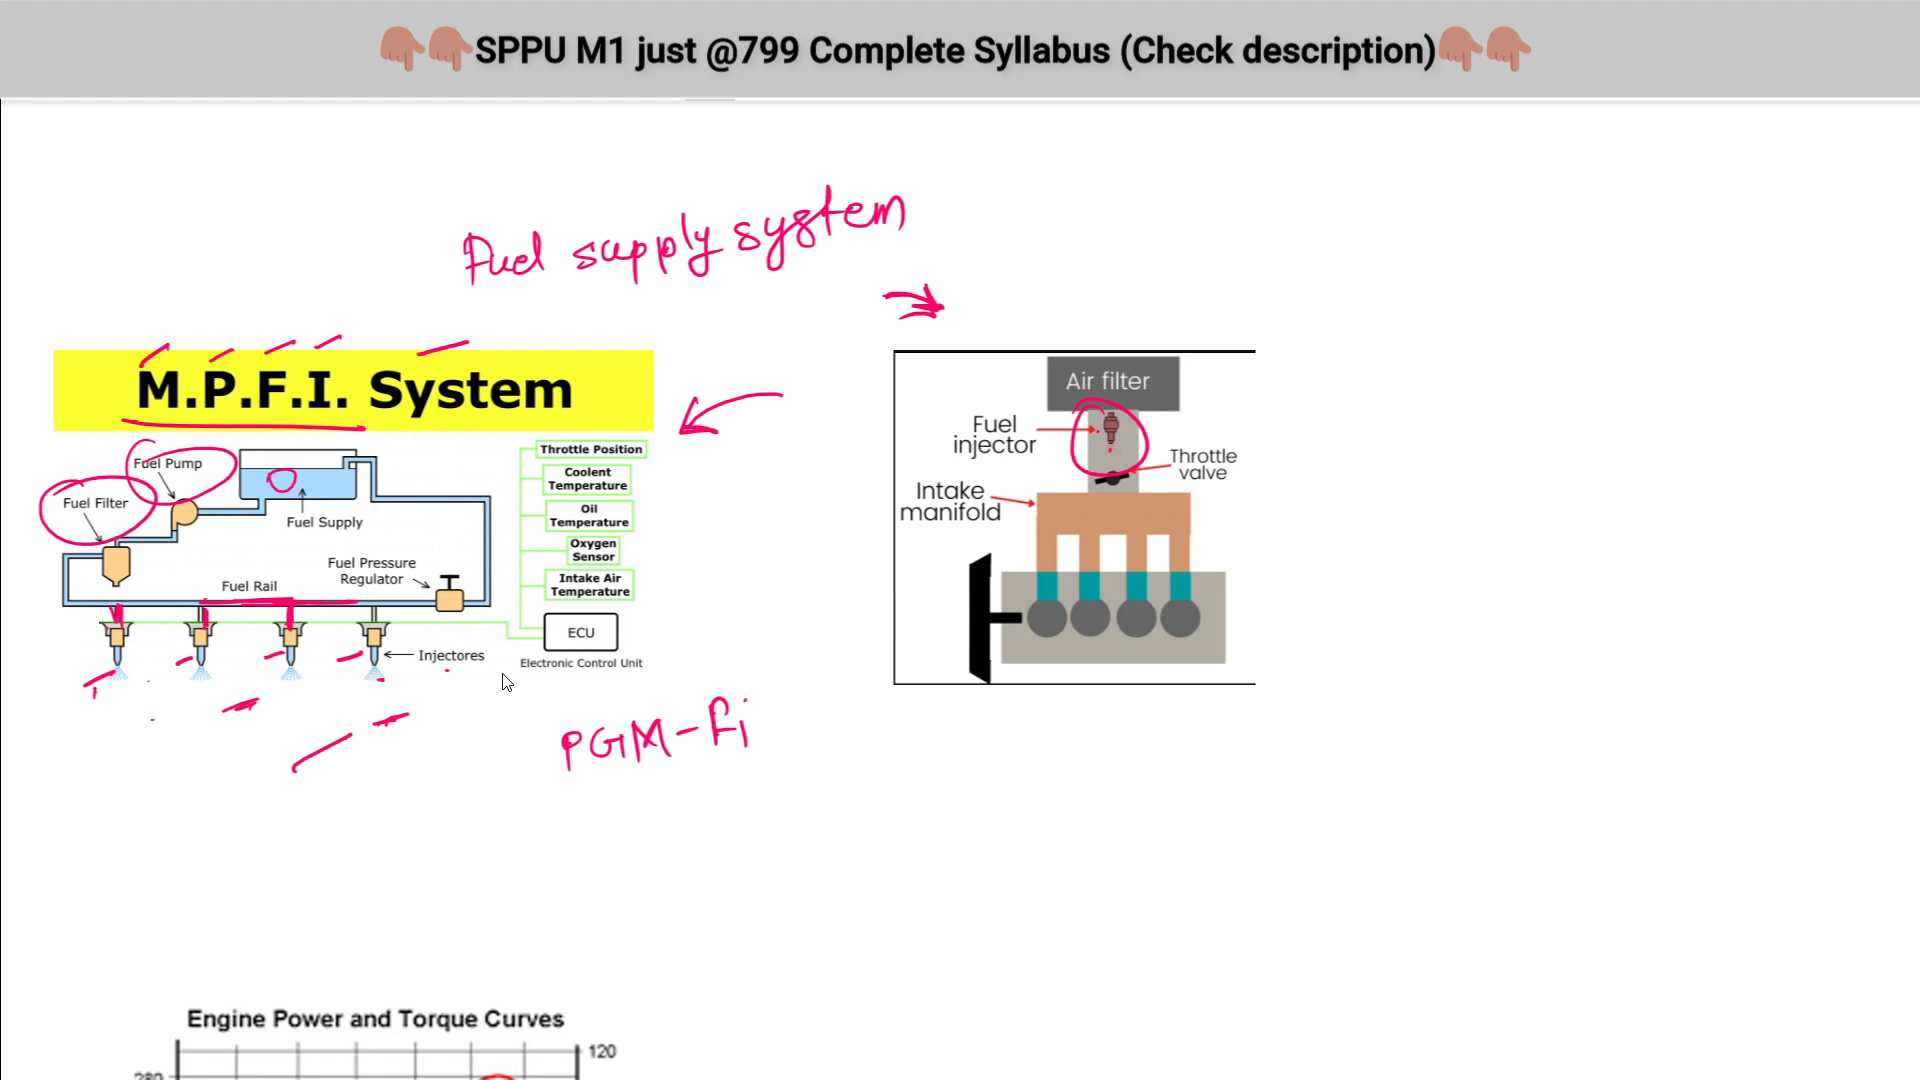 👇👇SPPU M1 just @799 Complete Syllabus (Check description)👇👇
Fuel supply system
M.P.F.I. System
Fuel Pump
Fuel Filter
Fuel Supply
Fuel Rail
Fuel Pressure
Regulator
Injectores
Throttle Position
Coolent
Temperature
Oil
Temperature
Oxygen
Sensor
Intake Air
Temperature
ECU
Electronic Control Unit
PGM-Fi
Air filter
Fuel
injector
Throttle
valve
Intake
manifold
Engine Power and Torque Curves
120
280